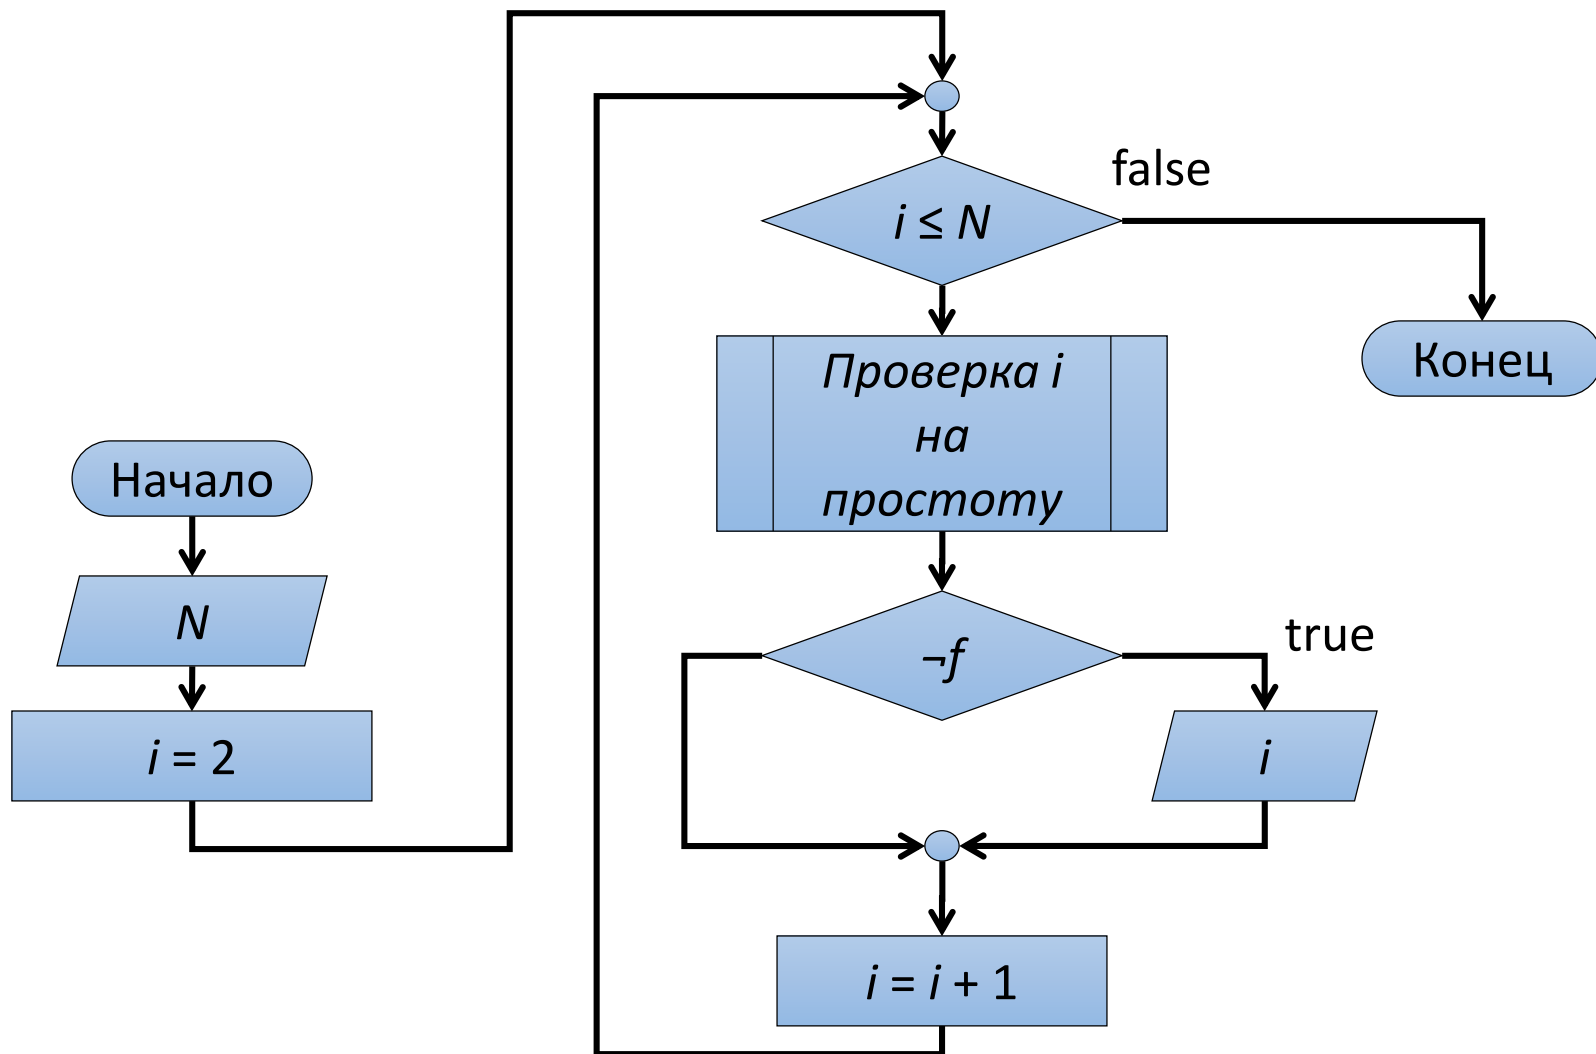 Начало
N
i = 2
i ≤ N
false
Конец
Проверка i
на
простоту
¬f
true
i
i = i + 1